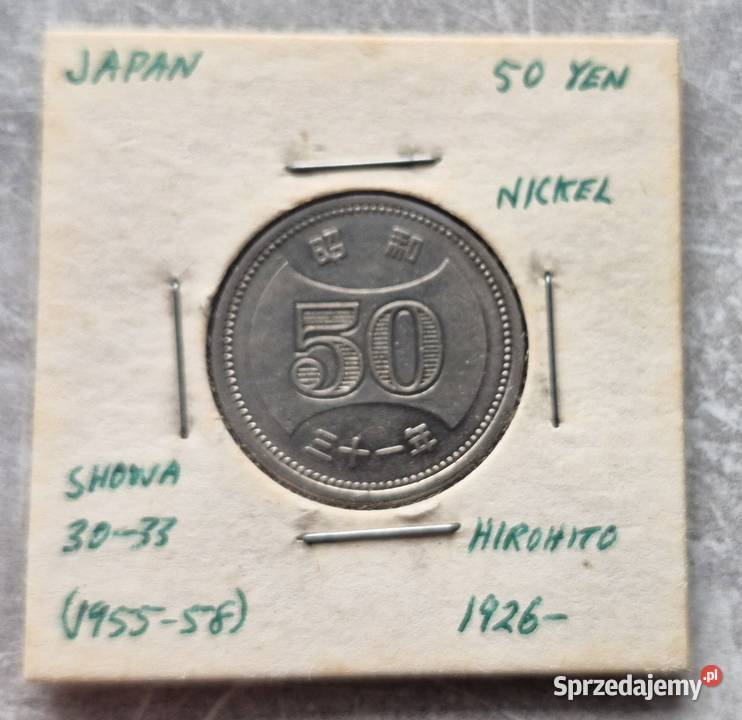 JAPAN
50 YEN
NICKEL
昭和
50
三十一年
SHOWA
30-33
(1955-58)
HIROHITO
1926-
Sprzedajemy.pl